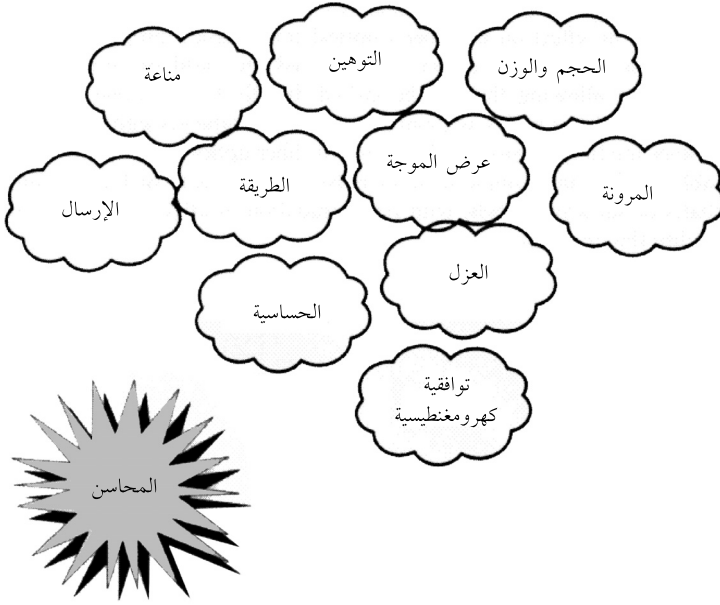 الحجم والوزن
التوهين
مناعة
عرض الموجة
المرونة
الطريقة
الإرسال
العزل
الحساسية
توافقية
كهرومغنطيسية
المحاسن